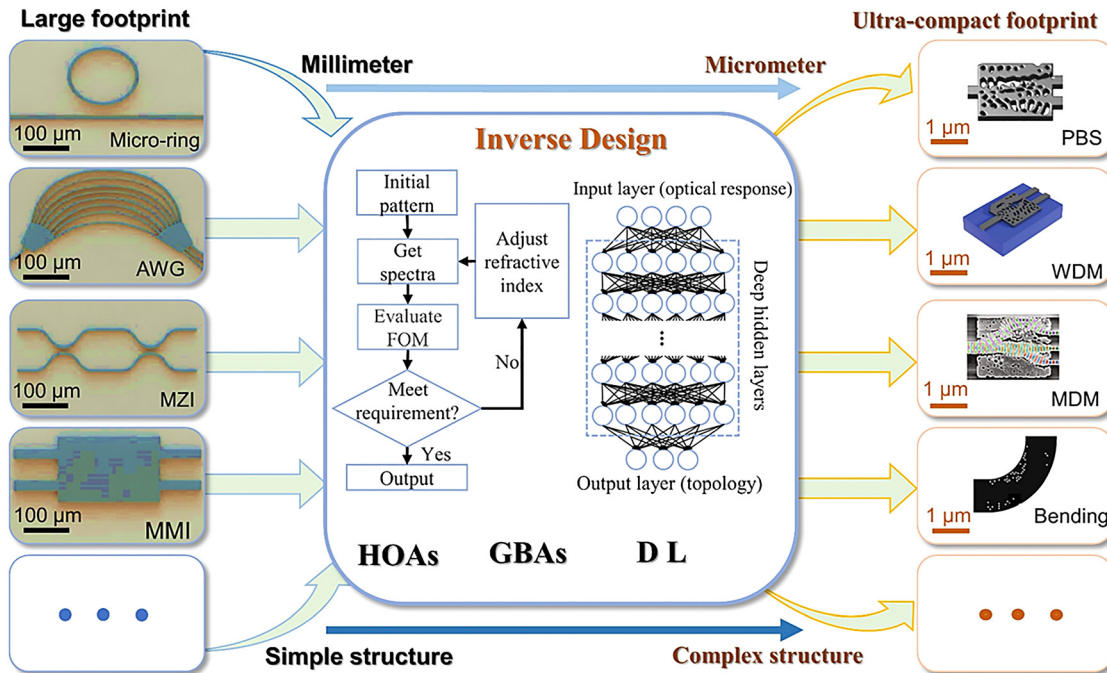 Large footprint
Ultra-compact footprint
Millimeter
Micrometer
100 µm
Micro-ring
100 µm
AWG
100 µm
MZI
100 µm
MMI
Inverse Design
Initial
pattern
Get
spectra
Evaluate
FOM
Meet
requirement?
Yes
Output
No
Adjust
refractive
index
Input layer (optical response)
Deep hidden layers
Output layer (topology)
HOAs
GBAs
D L
1 µm
PBS
1 µm
WDM
1 µm
MDM
1 µm
Bending
Simple structure
Complex structure